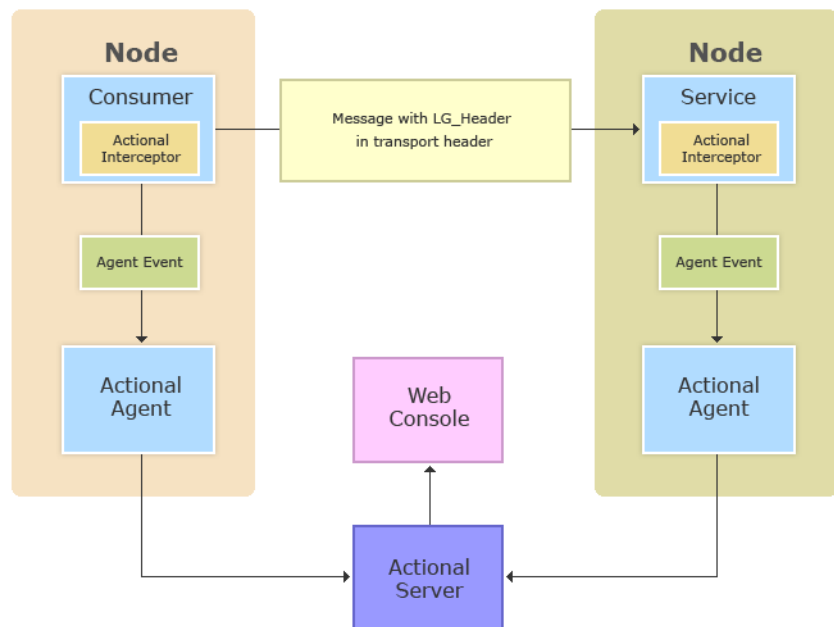 Node
Node
Consumer
Service
Actional
Interceptor
Message with LG_Header
in transport header
Actional
Interceptor
Agent Event
Agent Event
Actional
Agent
Web
Console
Actional
Agent
Actional
Server